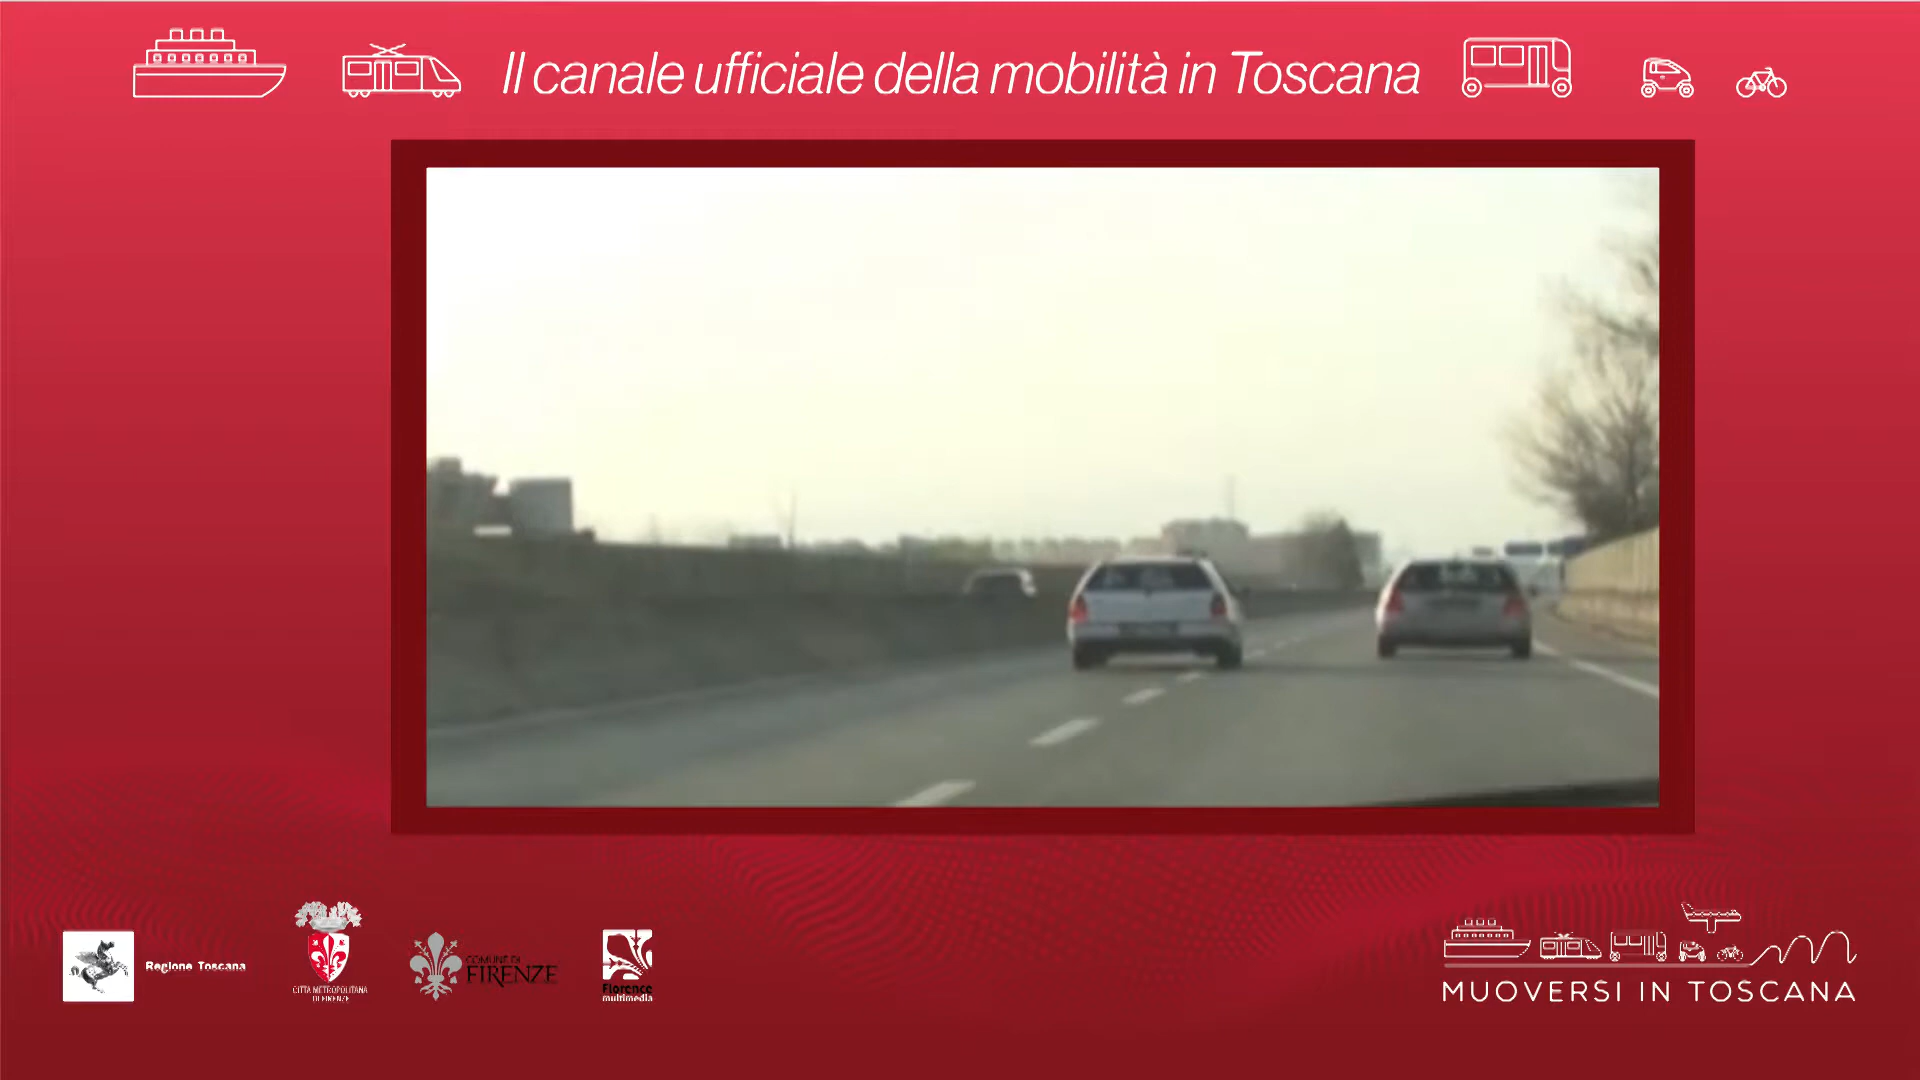 Il canale ufficiale della mobilità in Toscana
Regione Toscana
CITTÀ METROPOLITANA
DI FIRENZE
COMUNE DI
FIRENZE
Florence
multimedia
MUOVERSI IN TOSCANA